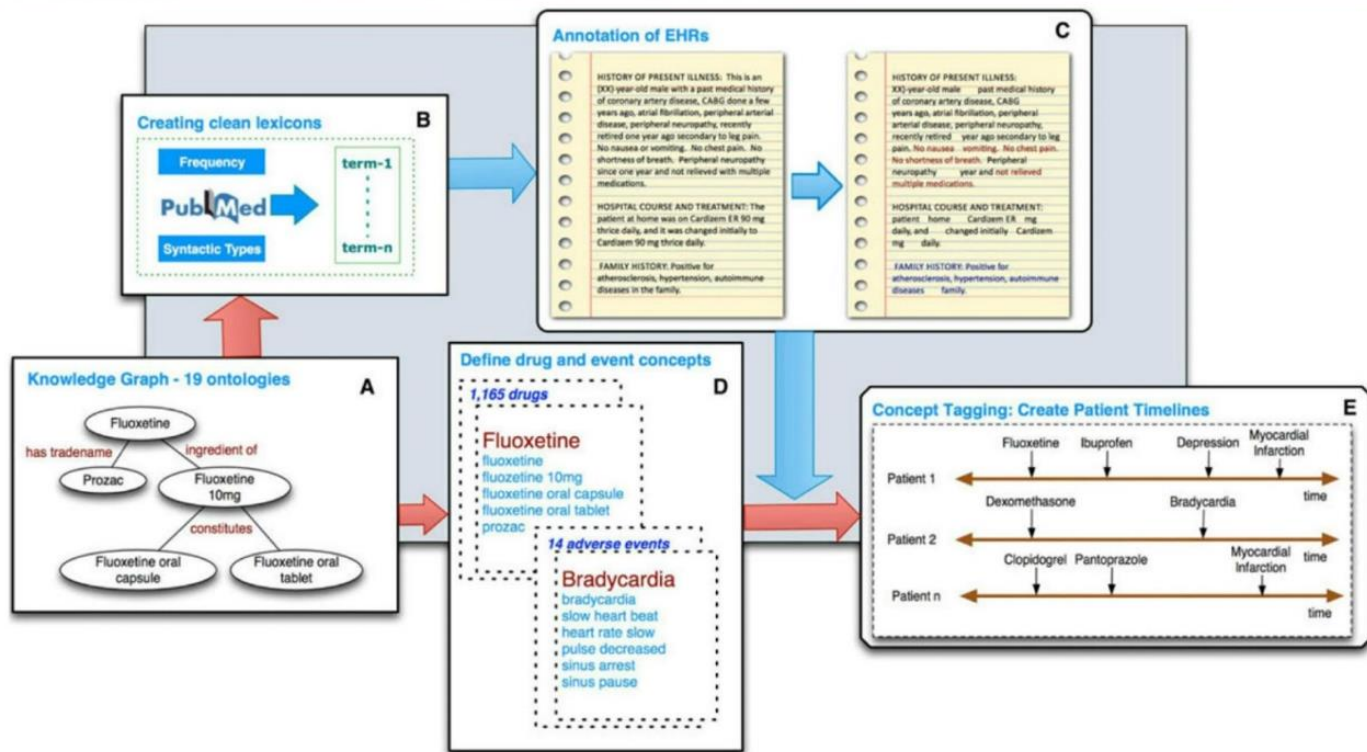 Annotation of EHRs
C
HISTORY OF PRESENT ILLNESS: This is an
(XX)-year-old male with a past medical history
of coronary artery disease, CABG done a few
years ago, atrial fibrillation, peripheral arterial
disease, peripheral neuropathy, recently
retired one year ago secondary to leg pain.
No nausea or vomiting. No chest pain. No
shortness of breath. Peripheral neuropathy
since one year and not relieved with multiple
medications.
HOSPITAL COURSE AND TREATMENT: The
patient at home was on Cardizem ER 90 mg
thrice daily, and it was changed initially to
Cardizem 90 mg thrice daily.
FAMILY HISTORY: Positive for
atherosclerosis, hypertension, autoimmune
diseases in the family.
HISTORY OF PRESENT ILLNESS:
XX)-year-old male past medical history
of coronary artery disease, CABG
years ago, atrial fibrillation, peripheral
arterial disease, peripheral neuropathy,
recently retired year ago secondary to leg
pain. No nausea vomiting. No chest pain.
No shortness of breath. Peripheral
neuropathy year and not relieved
multiple medications.
HOSPITAL COURSE AND TREATMENT:
patient home Cardizem ER mg
daily, and changed initially Cardizem
mg daily.
FAMILY HISTORY: Positive for
atherosclerosis, hypertension, autoimmune
diseases family.
Creating clean lexicons
B
Frequency
PubMed
Syntactic Types
term-1
term-n
Knowledge Graph - 19 ontologies
A
Fluoxetine
has tradename
ingredient of
Prozac
Fluoxetine
10mg
constitutes
Fluoxetine oral
capsule
Fluoxetine oral
tablet
Define drug and event concepts
D
1,165 drugs
Fluoxetine
fluoxetine
fluozetine 10mg
fluoxetine oral capsule
fluoxetine oral tablet
prozac
14 adverse events
Bradycardia
bradycardia
slow heart beat
heart rate slow
pulse decreased
sinus arrest
sinus pause
Concept Tagging: Create Patient Timelines
E
Fluoxetine
Ibuprofen
Depression
Myocardial
Infarction
Patient 1
time
Dexomethasone
Bradycardia
Patient 2
time
Clopidogrel
Pantoprazole
Myocardial
Infarction
Patient n
time